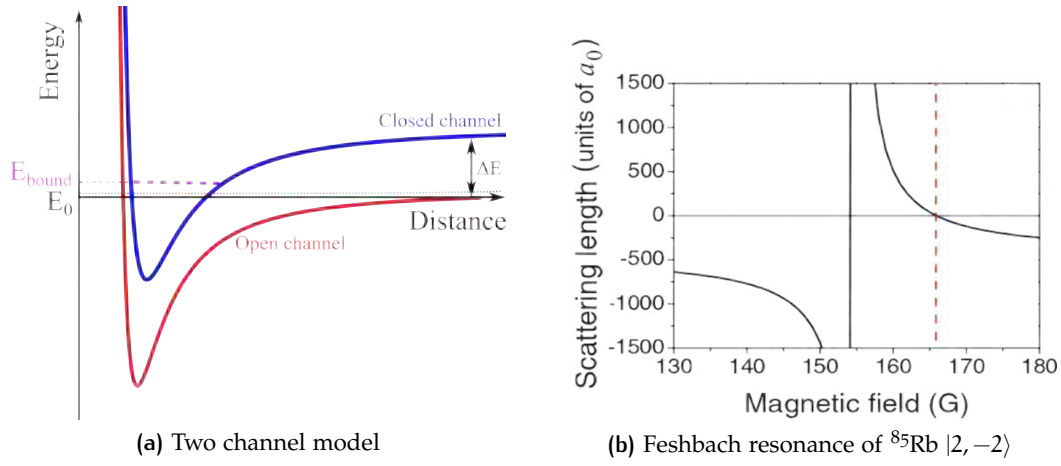 Energy
Closed channel
ΔE
E_bound
E_0
Distance
Open channel
(a) Two channel model
Scattering length (units of a_0)
1500
1000
500
0
-500
-1000
-1500
130 140 150 160 170 180
Magnetic field (G)
(b) Feshbach resonance of ⁸⁵Rb |2, −2⟩